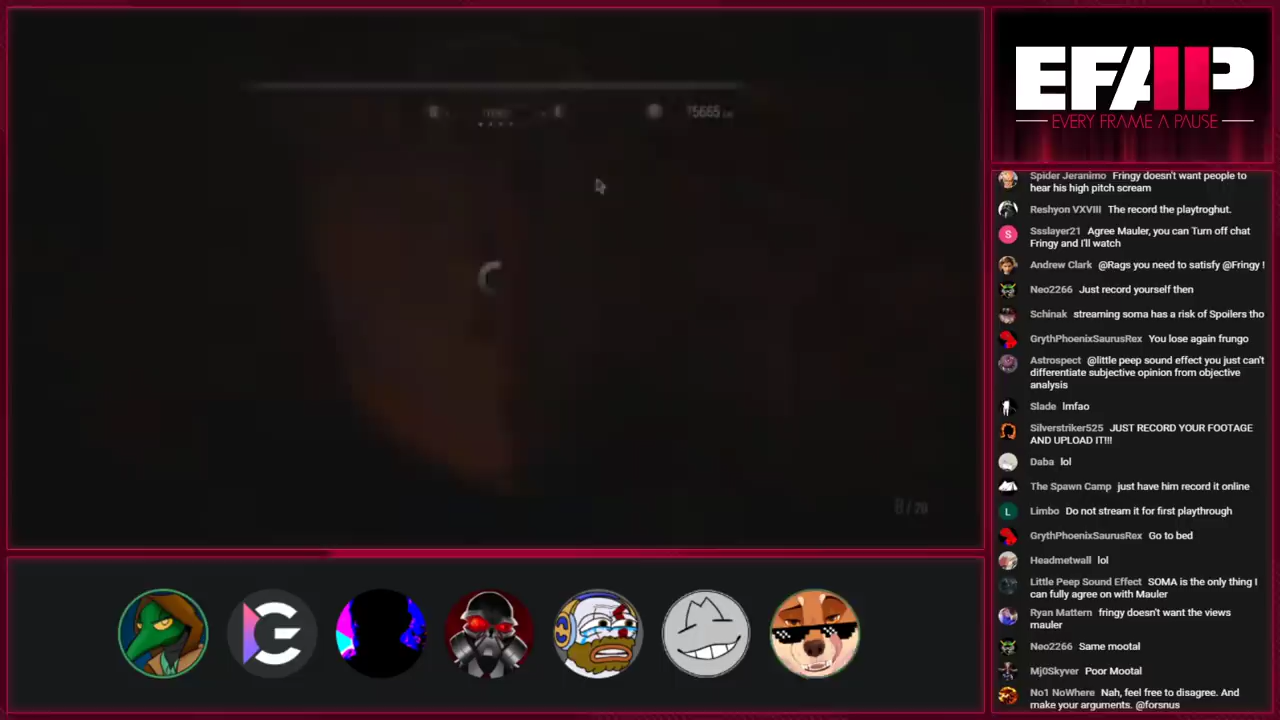 5665
8/28
EFAP
EVERY FRAME A PAUSE
Spider Jeranimo Fringy doesn't want people to
hear his high pitch scream
Reshyon VXVIII The record the playtroghut.
S
Ssslayer21 Agree Mauler, you can Turn off chat
Fringy and I'll watch
Andrew Clark @Rags you need to satisfy @Fringy !
Neo2266 Just record yourself then
Schinak streaming soma has a risk of Spoilers tho
GrythPhoenixSaurusRex You lose again frungo
Astrospect @little peep sound effect you just can't
differentiate subjective opinion from objective
analysis
Slade lmfao
Silverstriker525 JUST RECORD YOUR FOOTAGE
AND UPLOAD IT!!!
Daba lol
The Spawn Camp just have him record it online
L
Limbo Do not stream it for first playthrough
GrythPhoenixSaurusRex Go to bed
Headmetwall lol
Little Peep Sound Effect SOMA is the only thing I
can fully agree on with Mauler
Ryan Mattern fringy doesn't want the views
mauler
Neo2266 Same mootal
Mj0Skyver Poor Mootal
No1 NoWhere Nah, feel free to disagree. And
make your arguments. @forsnus